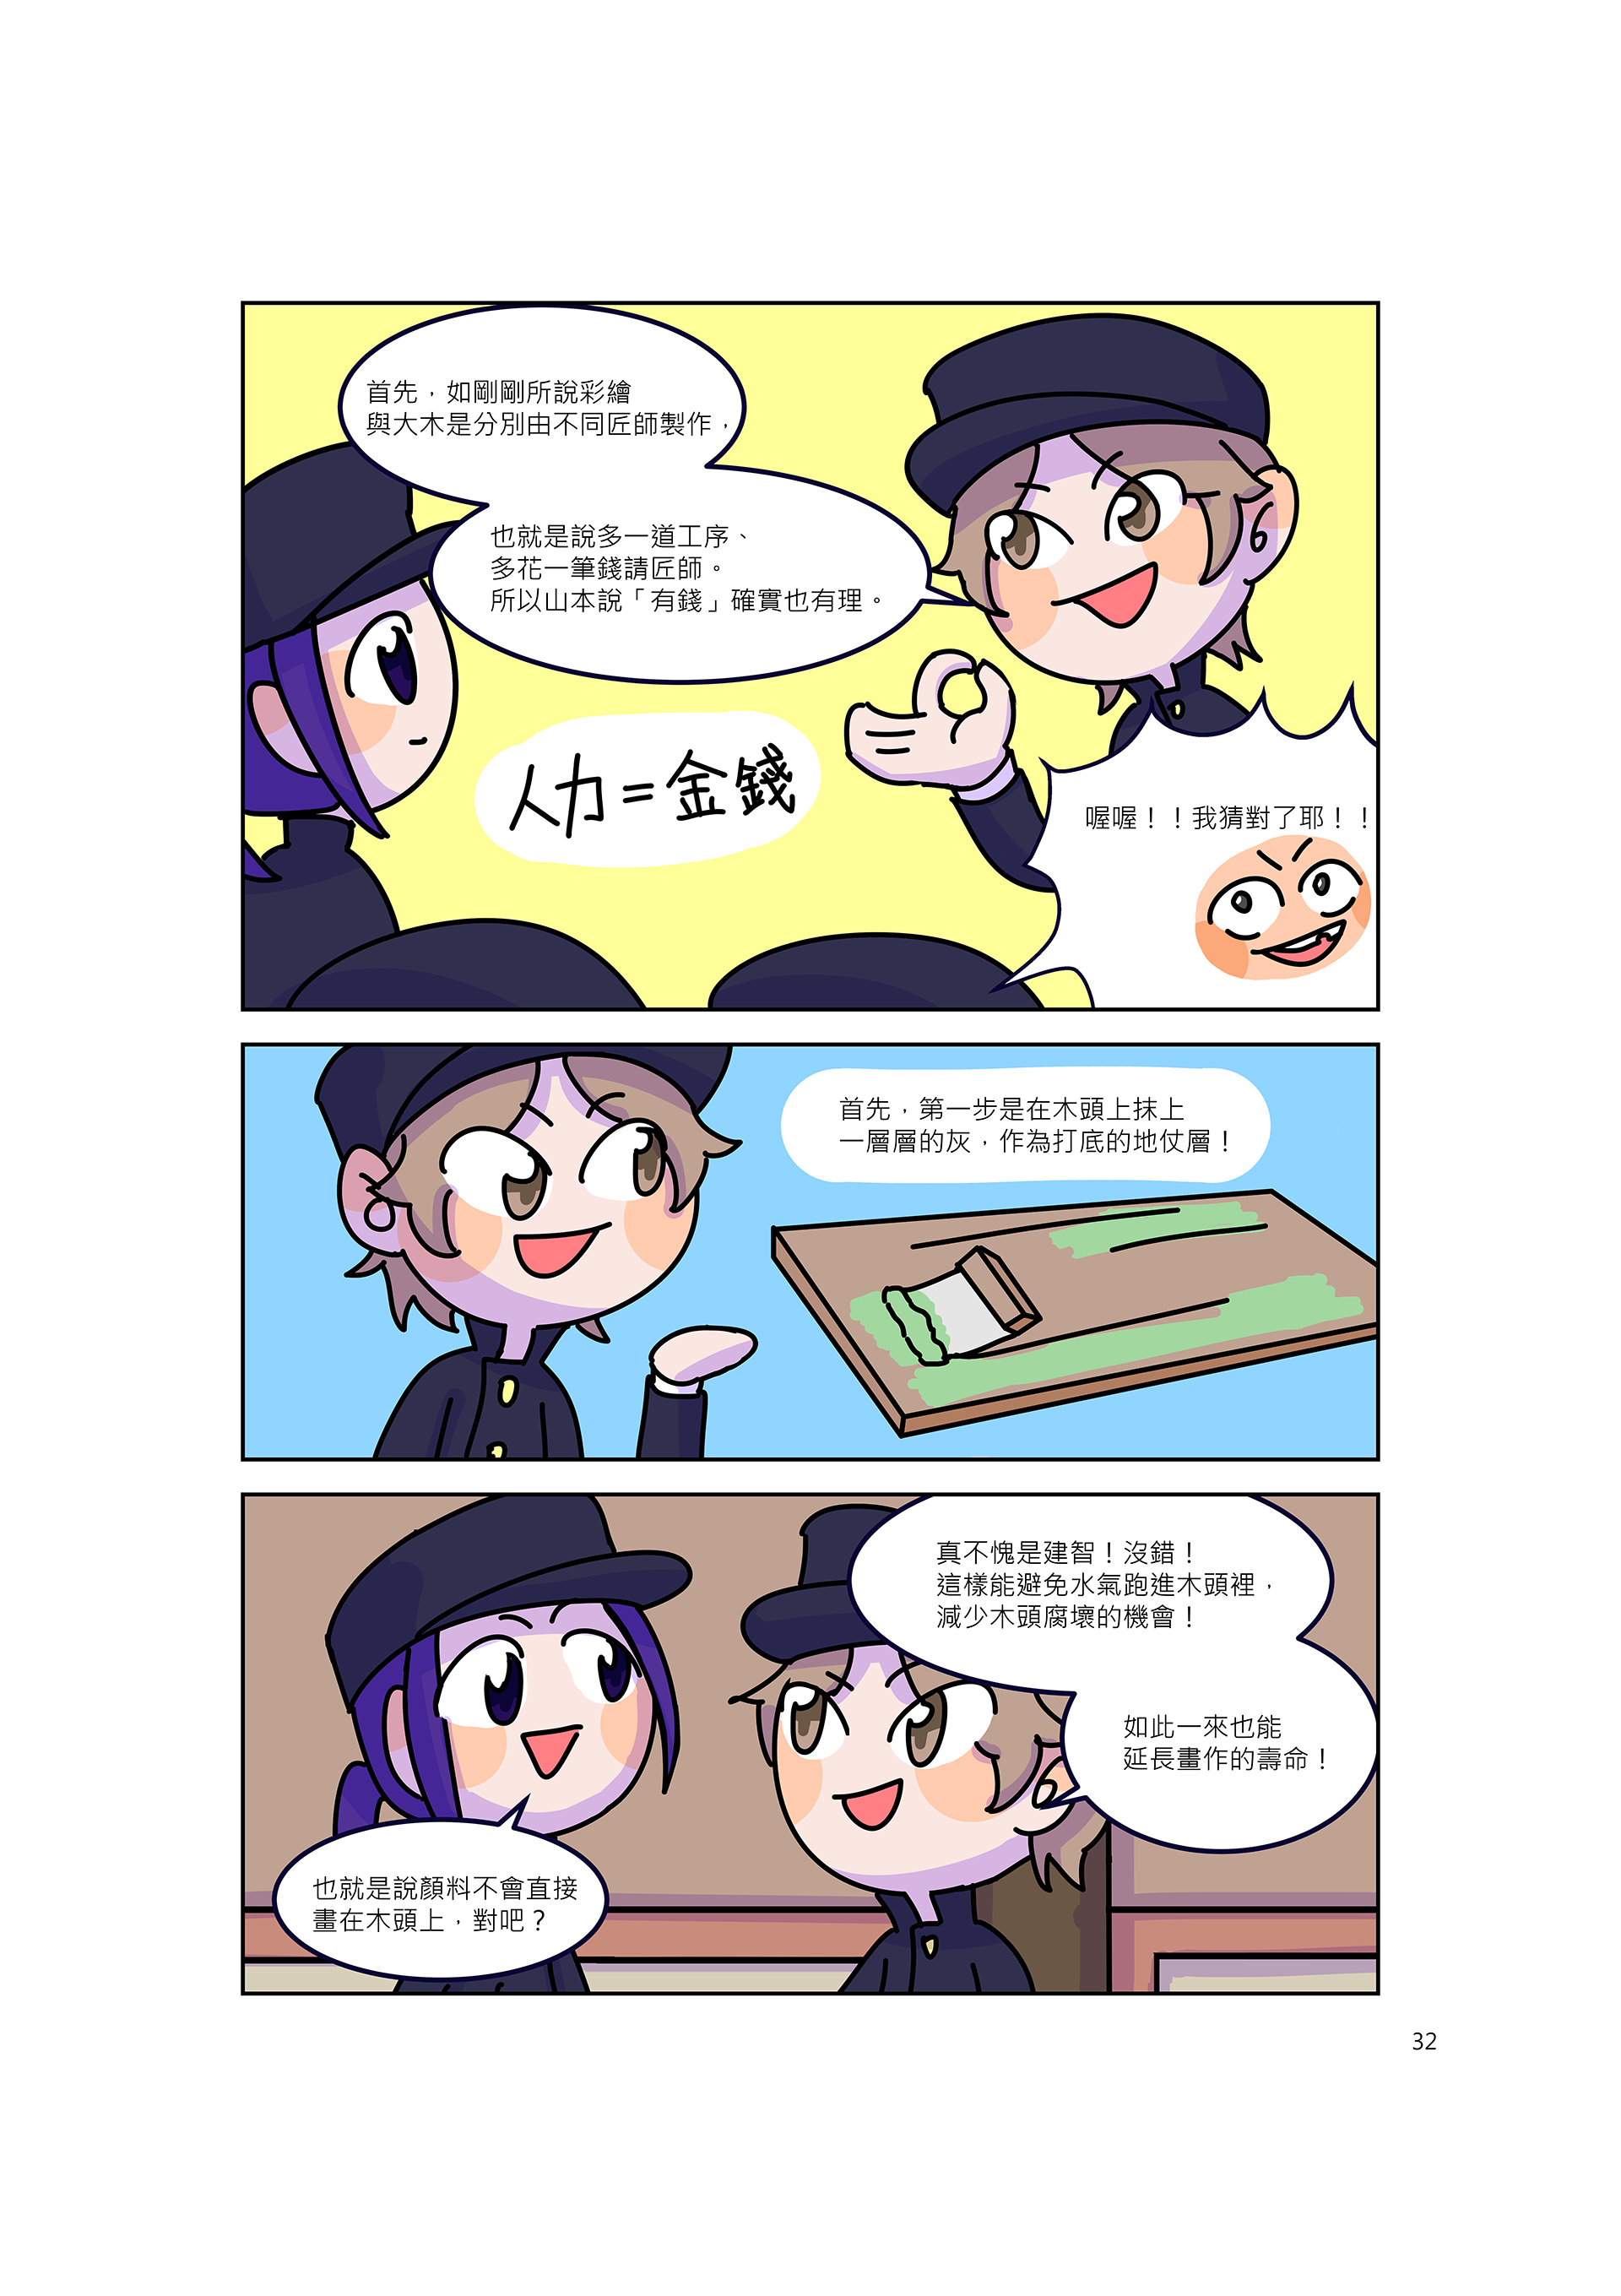 首先，如剛剛所說彩繪
與大木是分別由不同匠師製作，
也就是說多一道工序、
多花一筆錢請匠師。
所以山本說「有錢」確實也有理。
人力=金錢
喔喔！！我猜對了耶！！
首先，第一步是在木頭上抹上
一層層的灰，作為打底的地仗層！
真不愧是建智！沒錯！
這樣能避免水氣跑進木頭裡，
減少木頭腐壞的機會！
如此一來也能
延長畫作的壽命！
也就是說顏料不會直接
畫在木頭上，對吧？
32